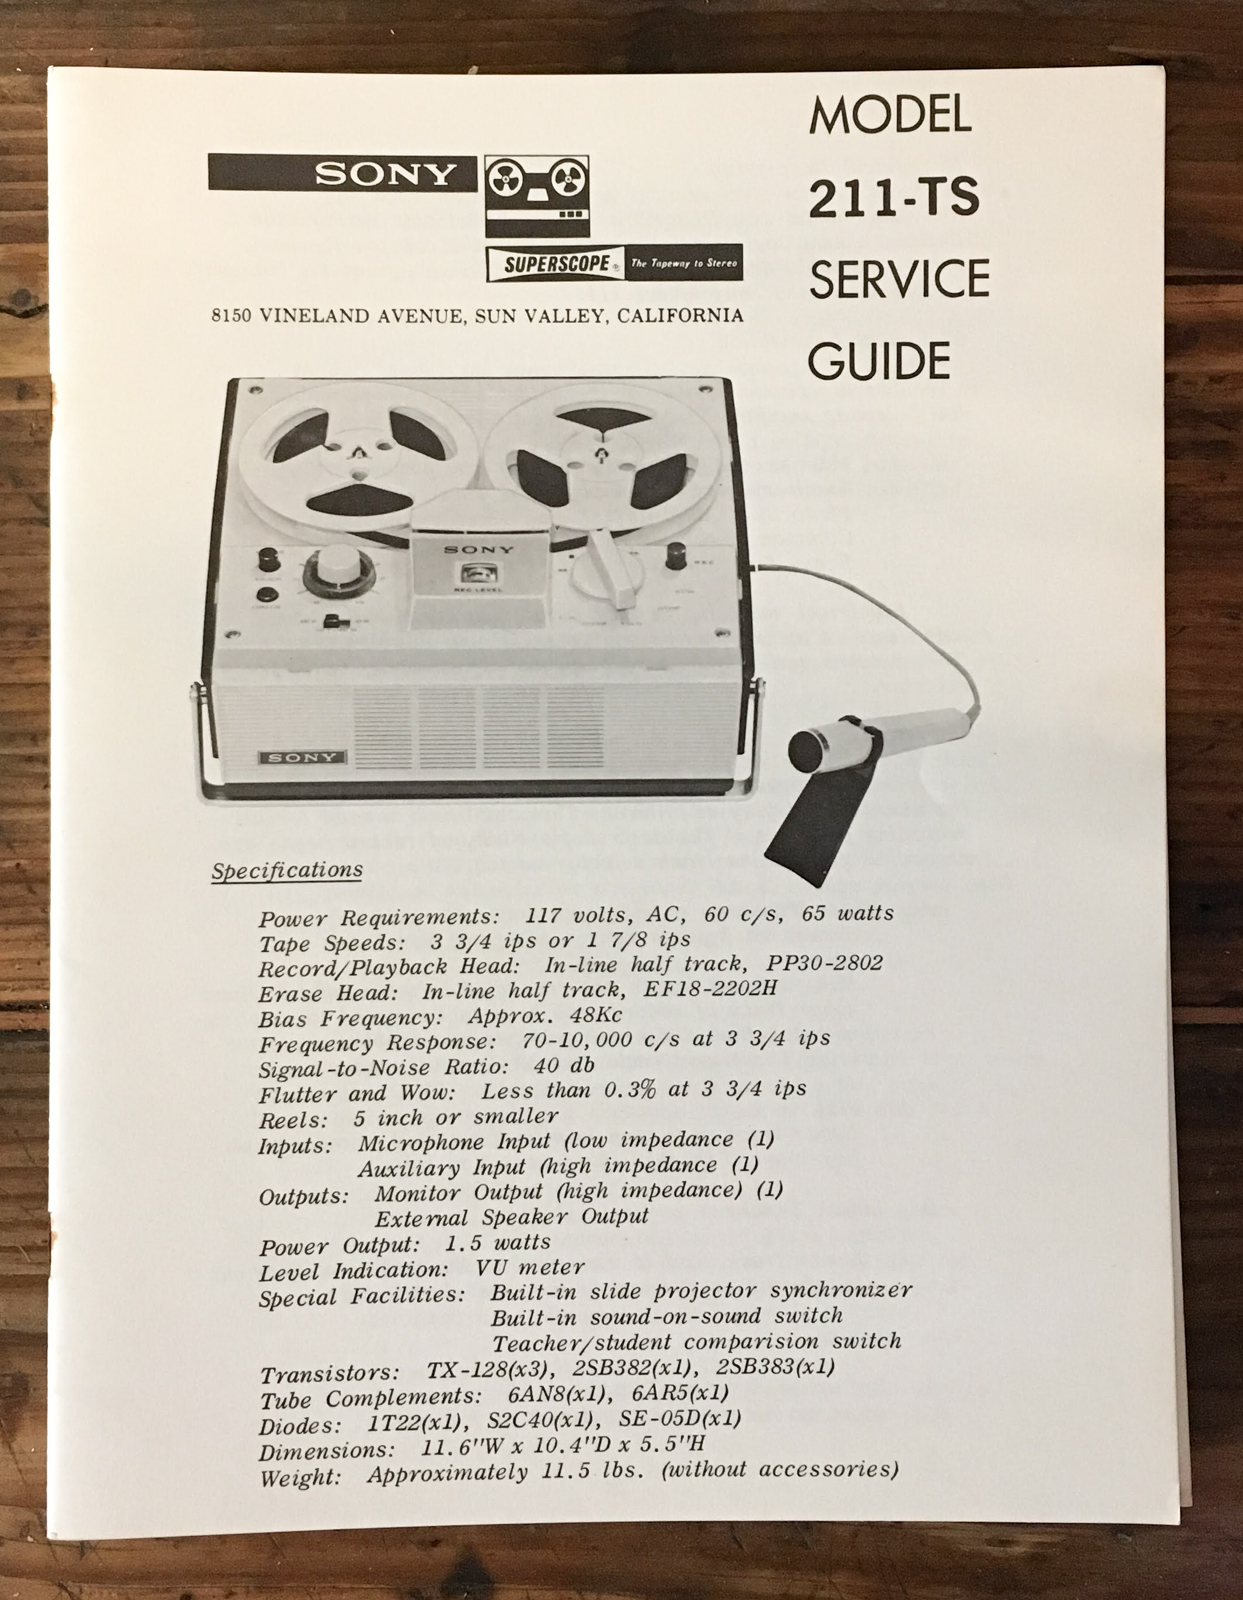 MODEL
211-TS
SERVICE
GUIDE
SONY
SUPERSCOPE® The Tapeway to Stereo
8150 VINELAND AVENUE, SUN VALLEY, CALIFORNIA
SONY
REC LEVEL
SONY
Specifications
Power Requirements: 117 volts, AC, 60 c/s, 65 watts
Tape Speeds: 3 3/4 ips or 1 7/8 ips
Record/Playback Head: In-line half track, PP30-2802
Erase Head: In-line half track, EF18-2202H
Bias Frequency: Approx. 48Kc
Frequency Response: 70-10,000 c/s at 3 3/4 ips
Signal-to-Noise Ratio: 40 db
Flutter and Wow: Less than 0.3% at 3 3/4 ips
Reels: 5 inch or smaller
Inputs: Microphone Input (low impedance (1)
Auxiliary Input (high impedance (1)
Outputs: Monitor Output (high impedance) (1)
External Speaker Output
Power Output: 1.5 watts
Level Indication: VU meter
Special Facilities: Built-in slide projector synchronizer
Built-in sound-on-sound switch
Teacher/student comparision switch
Transistors: TX-128(x3), 2SB382(x1), 2SB383(x1)
Tube Complements: 6AN8(x1), 6AR5(x1)
Diodes: 1T22(x1), S2C40(x1), SE-05D(x1)
Dimensions: 11.6"W x 10.4"D x 5.5"H
Weight: Approximately 11.5 lbs. (without accessories)